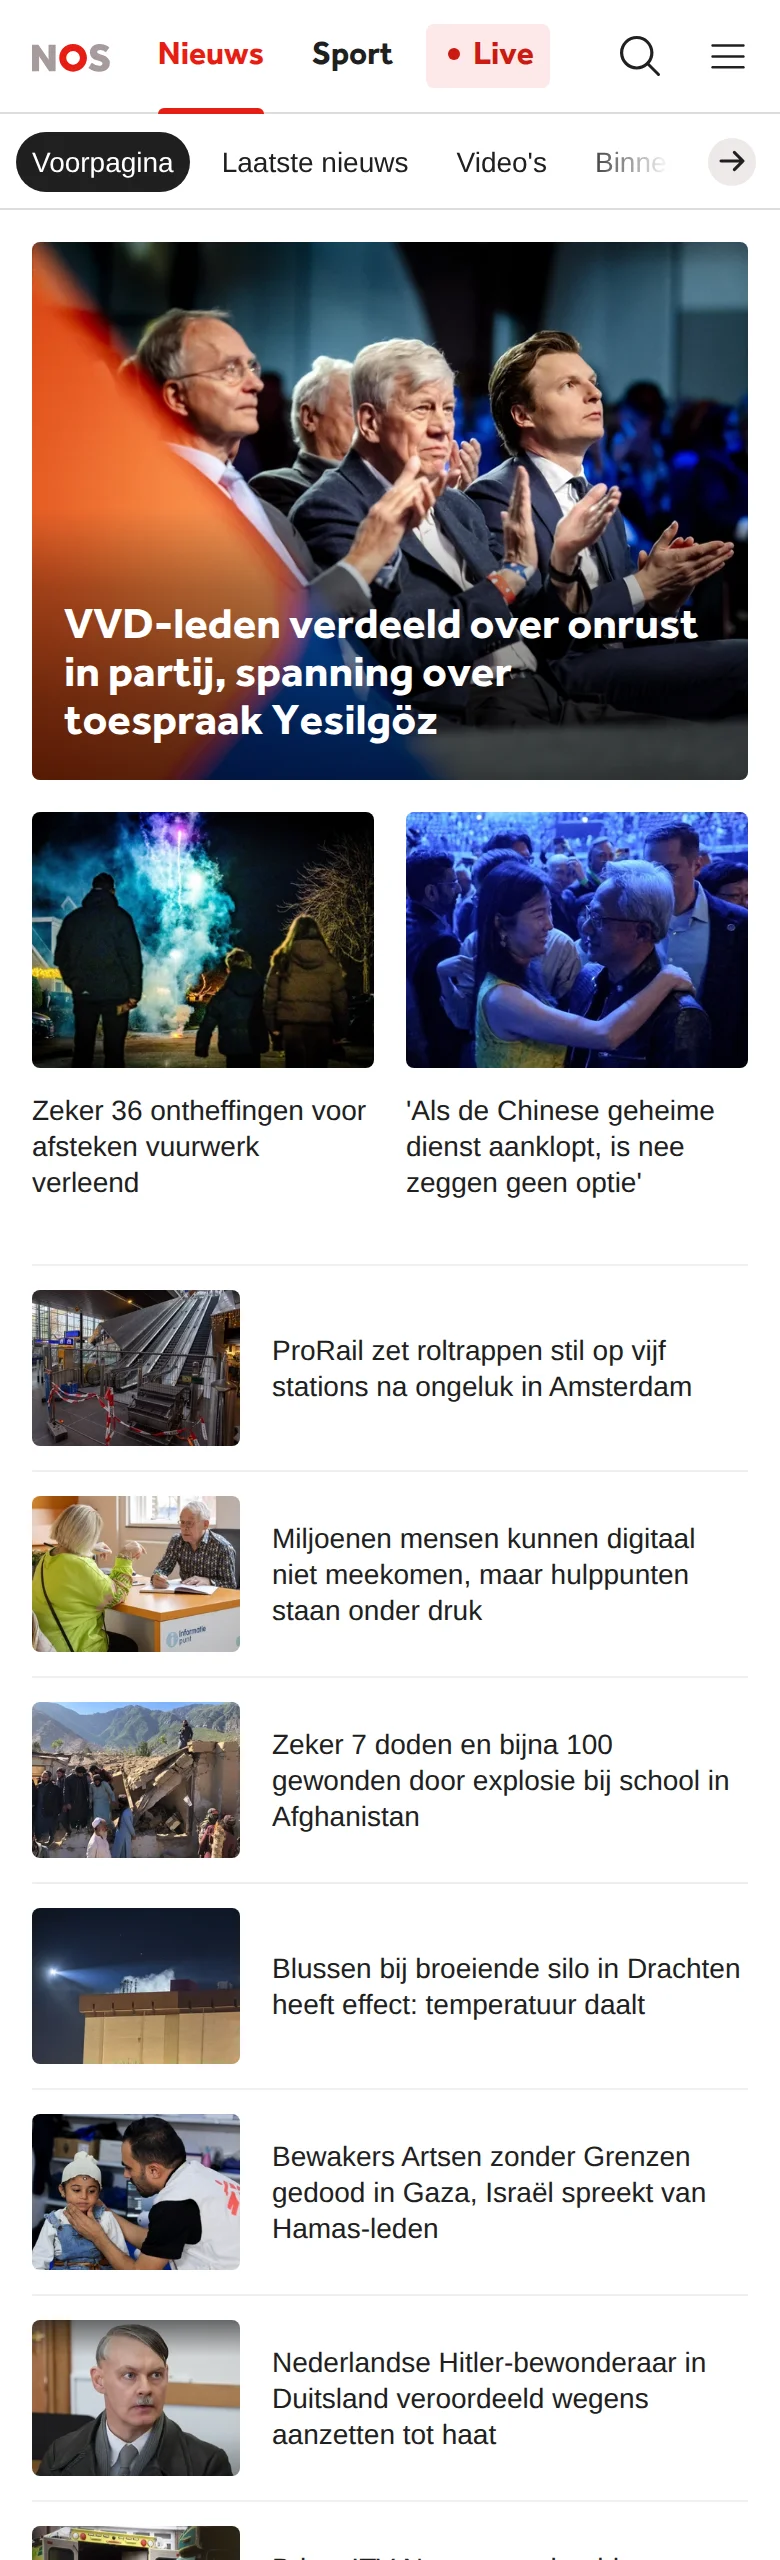 NOS Nieuws Sport Live
Voorpagina Laatste nieuws Video's Binne
VVD-leden verdeeld over onrust
in partij, spanning over
toespraak Yesilgöz
Zeker 36 ontheffingen voor
afsteken vuurwerk
verleend
'Als de Chinese geheime
dienst aanklopt, is nee
zeggen geen optie'
ProRail zet roltrappen stil op vijf
stations na ongeluk in Amsterdam
Informatie
punt
Miljoenen mensen kunnen digitaal
niet meekomen, maar hulppunten
staan onder druk
Zeker 7 doden en bijna 100
gewonden door explosie bij school in
Afghanistan
Blussen bij broeiende silo in Drachten
heeft effect: temperatuur daalt
Bewakers Artsen zonder Grenzen
gedood in Gaza, Israël spreekt van
Hamas-leden
Nederlandse Hitler-bewonderaar in
Duitsland veroordeeld wegens
aanzetten tot haat